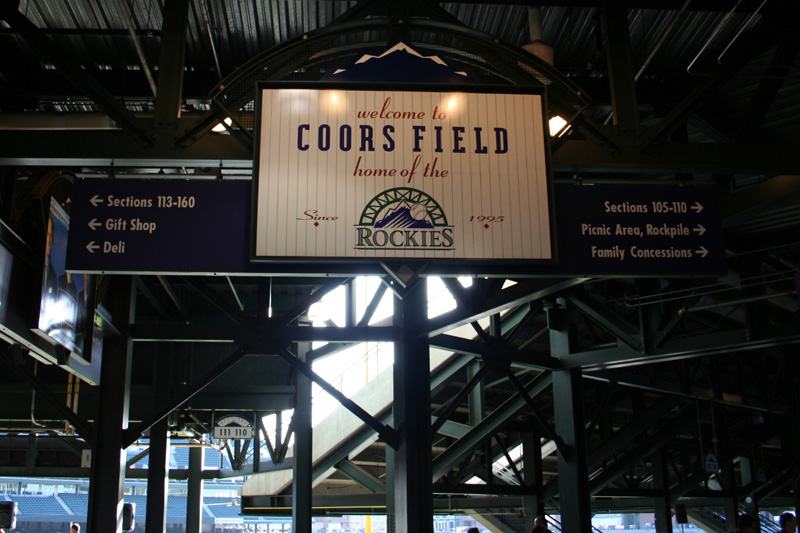 welcome to
COORS FIELD
home of the
Since 1995
ROCKIES
← Sections 113-160
← Gift Shop
← Deli
Sections 105-110 →
Picnic Area, Rockpile →
Family Concessions →
111 110